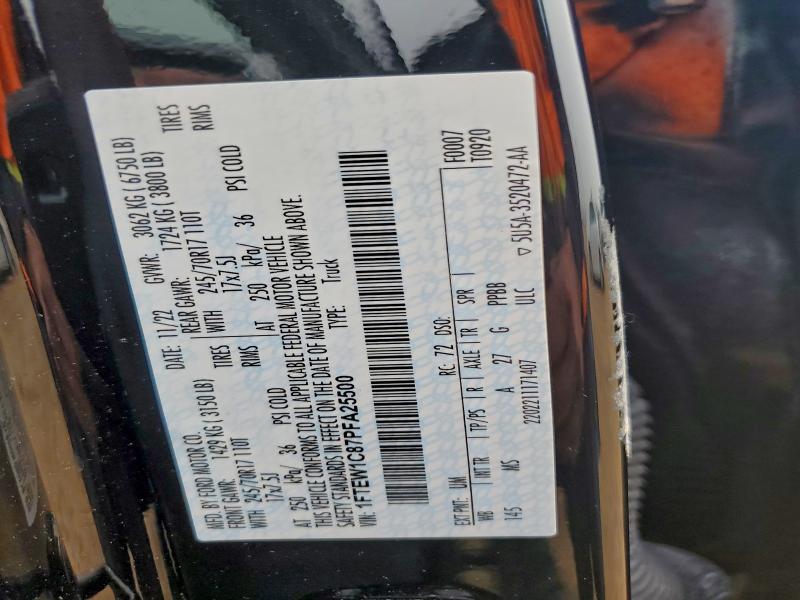 MFD. BY FORD MOTOR CO. DATE: 11/22 GVWR: 3062 KG ( 6750 LB)
FRONT GAWR: 1429 KG ( 3150 LB) REAR GAWR: 1724 KG ( 3800 LB)
WITH 245/70R17 110T TIRES WITH 245/70R17 110T TIRES
17x7.5J RIMS 17x7.5J RIMS
AT 250 kPa/ 36 PSI COLD AT 250 kPa/ 36 PSI COLD
THIS VEHICLE CONFORMS TO ALL APPLICABLE FEDERAL MOTOR VEHICLE
SAFETY STANDARDS IN EFFECT ON THE DATE OF MANUFACTURE SHOWN ABOVE.
VIN: 1FTEW1C87PFA25500 TYPE: Truck
F0007
EXT PNT: UM RC: 72 DSO: T0920
WB INT TR TP/PS R AXLE TR SPR
145 MS A 27 G PPBB
220221171407 ULC
▽ 5U5A-3520472-AA